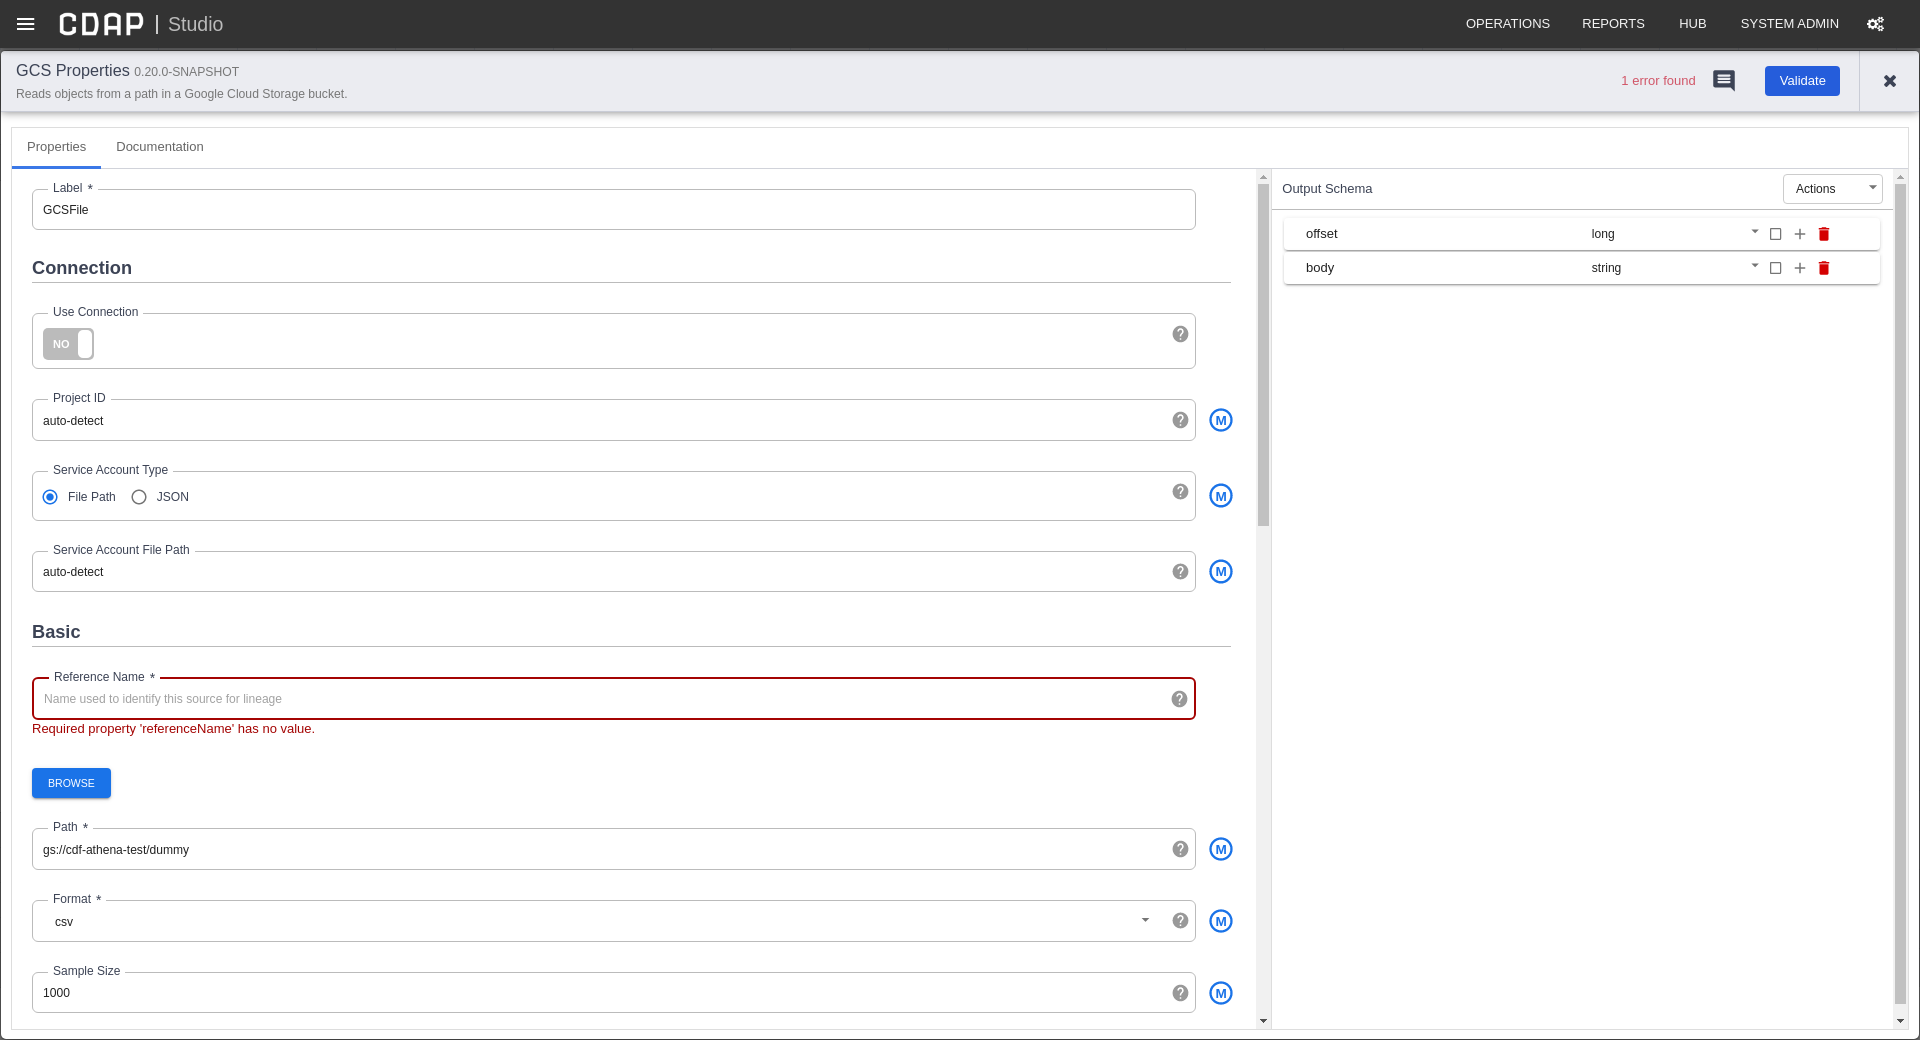 CDAP | Studio
OPERATIONS REPORTS HUB SYSTEM ADMIN
GCS Properties 0.20.0-SNAPSHOT
Reads objects from a path in a Google Cloud Storage bucket.
1 error found
Validate
Properties Documentation
Label *
GCSFile
Connection
Use Connection
NO
Project ID
auto-detect
M
Service Account Type
File Path JSON
M
Service Account File Path
auto-detect
M
Basic
Reference Name *
Name used to identify this source for lineage
Required property 'referenceName' has no value.
BROWSE
Path *
gs://cdf-athena-test/dummy
M
Format *
csv
M
Sample Size
1000
M
Output Schema
Actions
offset long
body string